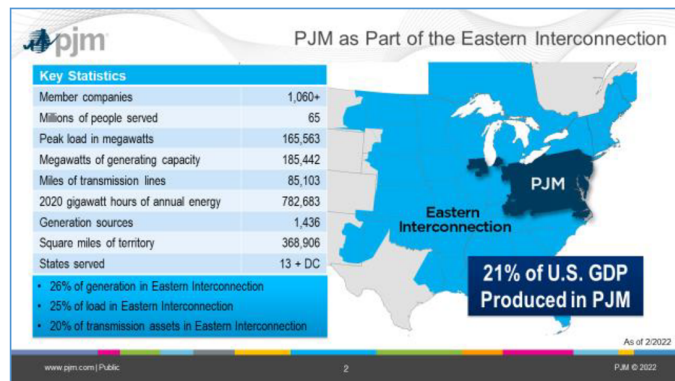 pjm
PJM as Part of the Eastern Interconnection
Key Statistics
Member companies 1,060+
Millions of people served 65
Peak load in megawatts 165,563
Megawatts of generating capacity 185,442
Miles of transmission lines 85,103
2020 gigawatt hours of annual energy 782,683
Generation sources 1,436
Square miles of territory 368,906
States served 13 + DC
• 26% of generation in Eastern Interconnection
• 25% of load in Eastern Interconnection
• 20% of transmission assets in Eastern Interconnection
PJM
Eastern
Interconnection
21% of U.S. GDP
Produced in PJM
As of 2/2022
www.pjm.com | Public
2
PJM © 2022